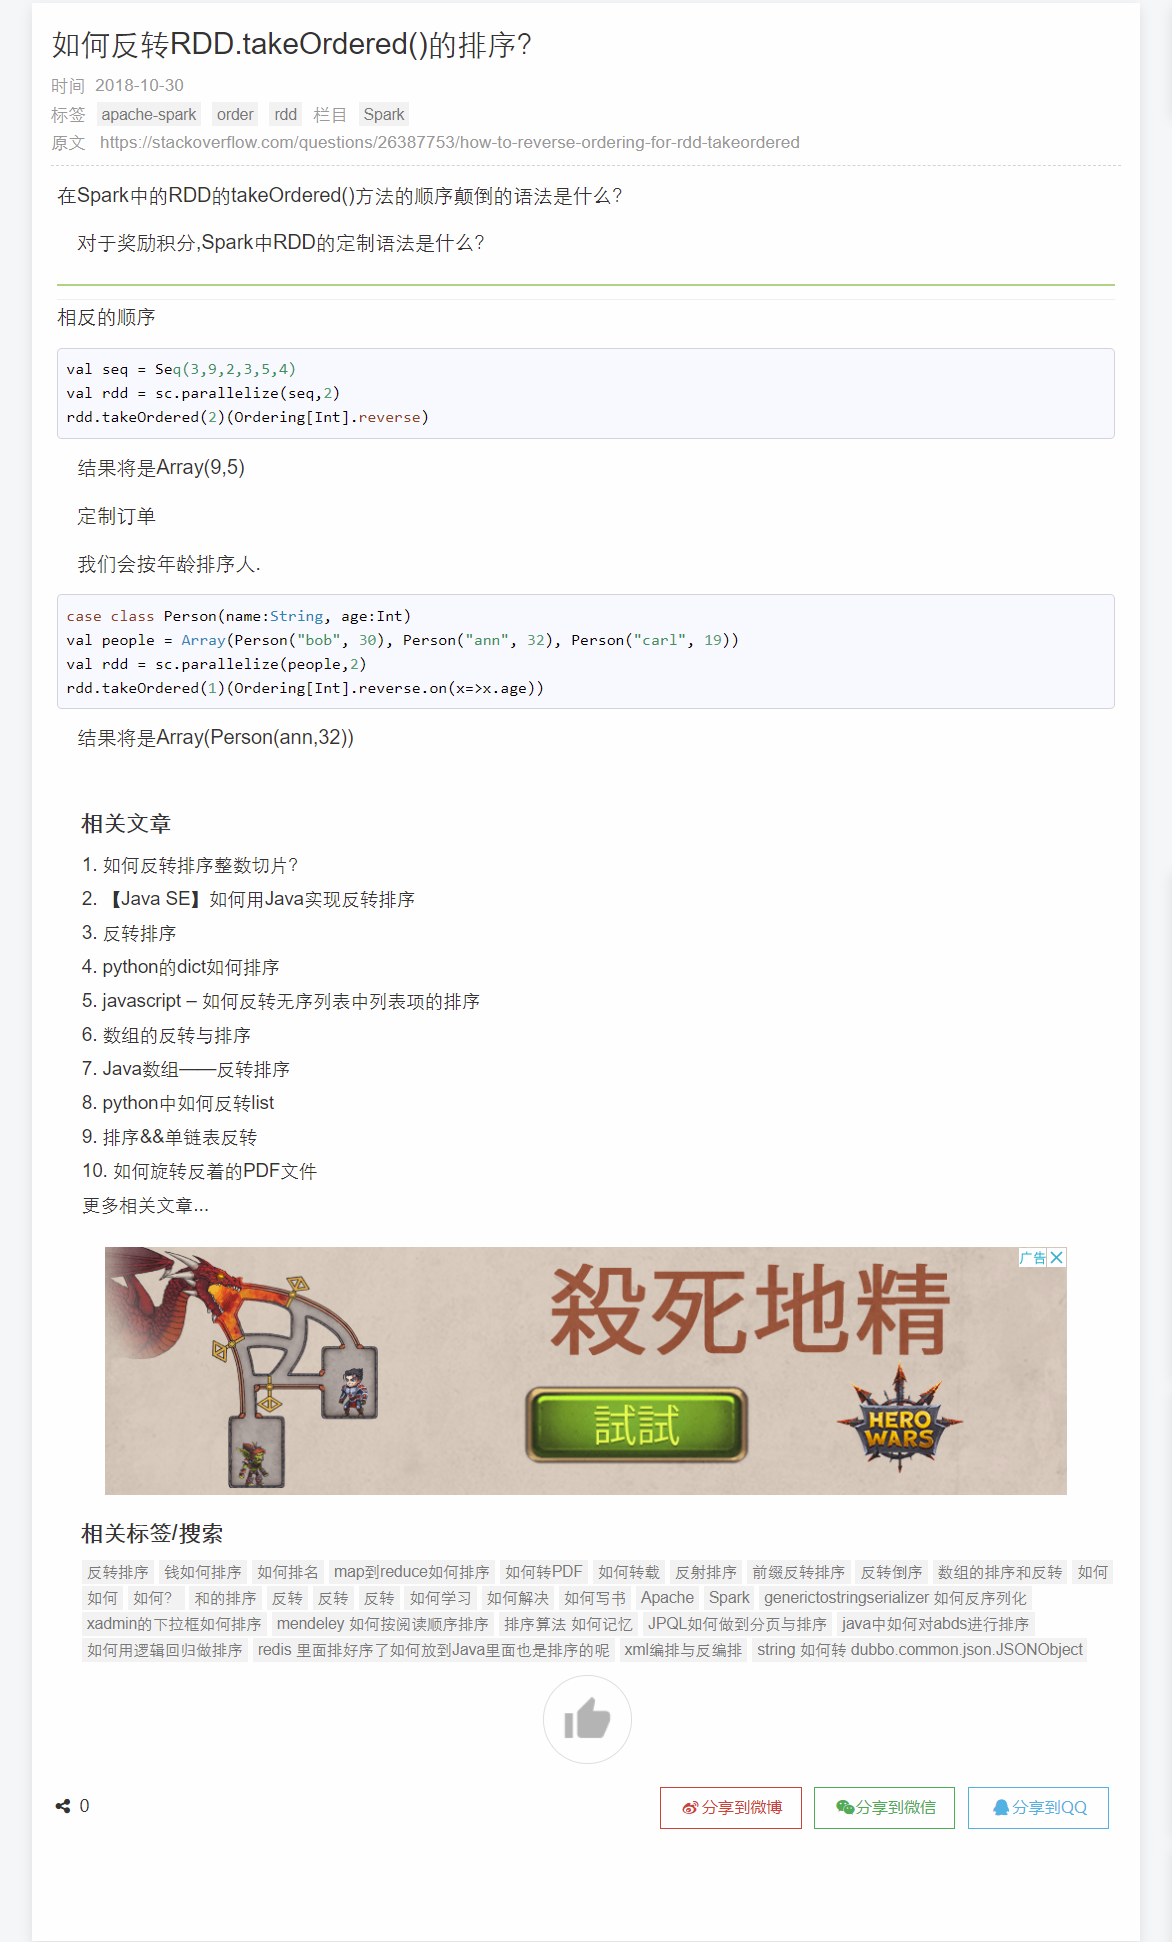 如何反转RDD.takeOrdered()的排序?
时间 2018-10-30
标签 apache-spark order rdd 栏目 Spark
原文 https://stackoverflow.com/questions/26387753/how-to-reverse-ordering-for-rdd-takeordered
在Spark中的RDD的takeOrdered()方法的顺序颠倒的语法是什么?
对于奖励积分,Spark中RDD的定制语法是什么?
相反的顺序
val seq = Seq(3,9,2,3,5,4)
val rdd = sc.parallelize(seq,2)
rdd.takeOrdered(2)(Ordering[Int].reverse)
结果将是Array(9,5)
定制订单
我们会按年龄排序人.
case class Person(name:String, age:Int)
val people = Array(Person("bob", 30), Person("ann", 32), Person("carl", 19))
val rdd = sc.parallelize(people,2)
rdd.takeOrdered(1)(Ordering[Int].reverse.on(x=>x.age))
结果将是Array(Person(ann,32))
相关文章
1. 如何反转排序整数切片?
2. 【Java SE】如何用Java实现反转排序
3. 反转排序
4. python的dict如何排序
5. javascript – 如何反转无序列表中列表项的排序
6. 数组的反转与排序
7. Java数组——反转排序
8. python中如何反转list
9. 排序&&单链表反转
10. 如何旋转反着的PDF文件
更多相关文章...
广告
殺死地精
試試
HERO
WARS
相关标签/搜索
反转排序 钱如何排序 如何排名 map到reduce如何排序 如何转PDF 如何转载 反射排序 前缀反转排序 反转倒序 数组的排序和反转 如何
如何 如何? 和的排序 反转 反转 反转 如何学习 如何解决 如何写书 Apache Spark generictostringserializer 如何反序列化
xadmin的下拉框如何排序 mendeley 如何按阅读顺序排序 排序算法 如何记忆 JPQL如何做到分页与排序 java中如何对abds进行排序
如何用逻辑回归做排序 redis 里面排好序了如何放到Java里面也是排序的呢 xml编排与反编排 string 如何转 dubbo.common.json.JSONObject
0 分享到微博 分享到微信 分享到QQ